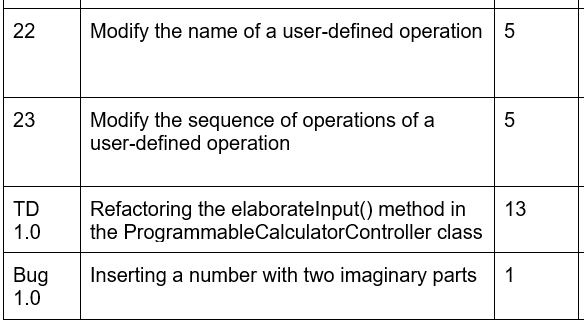 22 Modify the name of a user-defined operation 5
23 Modify the sequence of operations of a 5
user-defined operation
TD Refactoring the elaborateInput() method in 13
1.0 the ProgrammableCalculatorController class
Bug Inserting a number with two imaginary parts 1
1.0